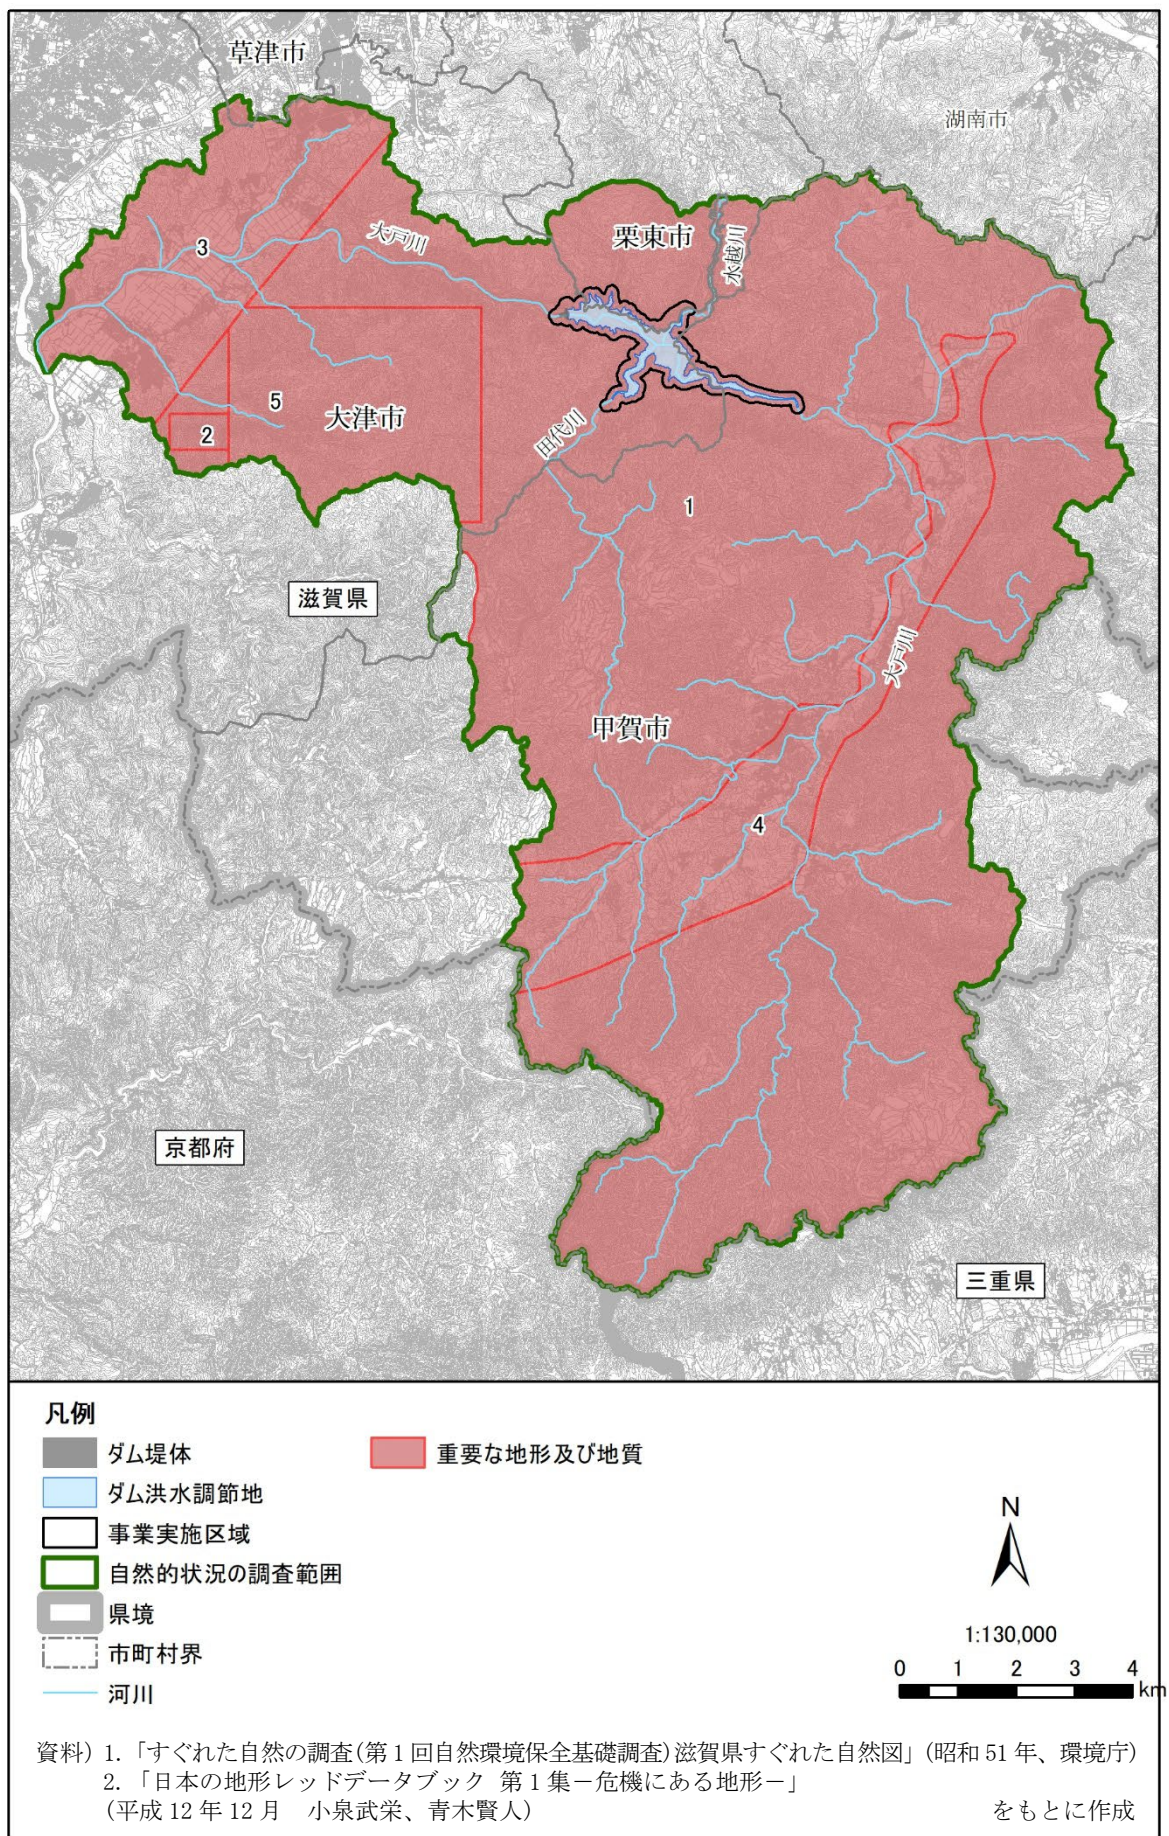 草津市
湖南市
栗東市
大戸川
水越川
3
5
大津市
2
田代川
1
滋賀県
大戸川
甲賀市
4
京都府
三重県
凡例
ダム堤体
重要な地形及び地質
ダム洪水調節地
事業実施区域
自然的状況の調査範囲
県境
市町村界
河川
N
1:130,000
0 1 2 3 4
km
資料) 1. 「すぐれた自然の調査(第1回自然環境保全基礎調査)滋賀県すぐれた自然図」(昭和51年、環境庁)
2. 「日本の地形レッドデータブック 第1集－危機にある地形－」
(平成12年12月 小泉武栄、青木賢人) をもとに作成